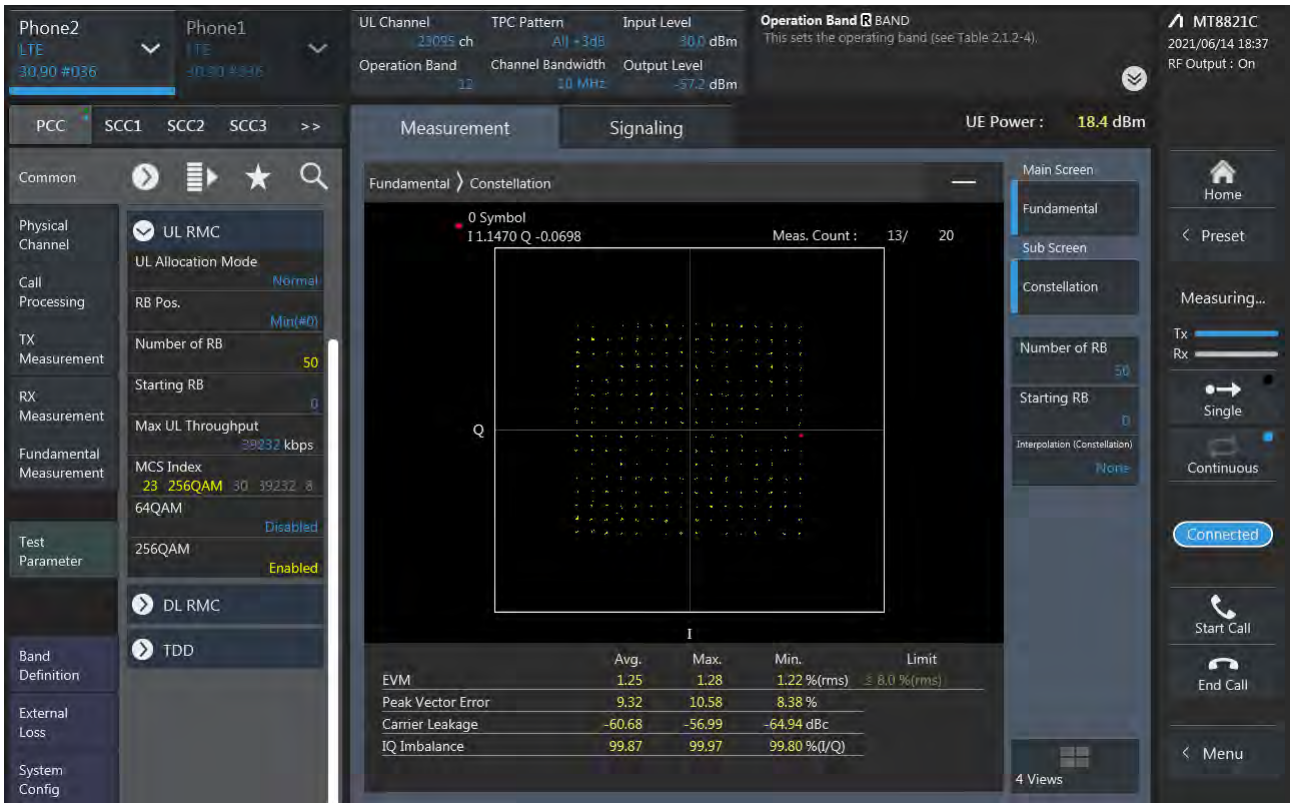 Phone2
LTE
30.90 #036
Phone1
LTE
30.90 #036
UL Channel
23095 ch
TPC Pattern
All +3dB
Input Level
30.0 dBm
Operation Band
12
Channel Bandwidth
10 MHz
Output Level
-57.2 dBm
Operation Band R BAND
This sets the operating band (see Table 2.1.2-4).
MT8821C
2021/06/14 18:37
RF Output : On
PCC SCC1 SCC2 SCC3 >>
Measurement
Signaling
UE Power : 18.4 dBm
Common
Physical
Channel
Call
Processing
TX
Measurement
RX
Measurement
Fundamental
Measurement
Test
Parameter
Band
Definition
External
Loss
System
Config
UL RMC
UL Allocation Mode
Normal
RB Pos.
Min(#0)
Number of RB
50
Starting RB
0
Max UL Throughput
39232 kbps
MCS Index
23 256QAM 30 39232 8
64QAM
Disabled
256QAM
Enabled
DL RMC
TDD
Fundamental 〉Constellation
0 Symbol
I 1.1470 Q -0.0698
Meas. Count : 13/ 20
Q
I
Avg. Max. Min. Limit
EVM 1.25 1.28 1.22 %(rms) ≦ 8.0 %(rms)
Peak Vector Error 9.32 10.58 8.38 %
Carrier Leakage -60.68 -56.99 -64.94 dBc
IQ Imbalance 99.87 99.97 99.80 %(I/Q)
Main Screen
Fundamental
Sub Screen
Constellation
Number of RB
50
Starting RB
0
Interpolation (Constellation)
None
4 Views
Home
< Preset
Measuring...
Tx
Rx
Single
Continuous
Connected
Start Call
End Call
< Menu